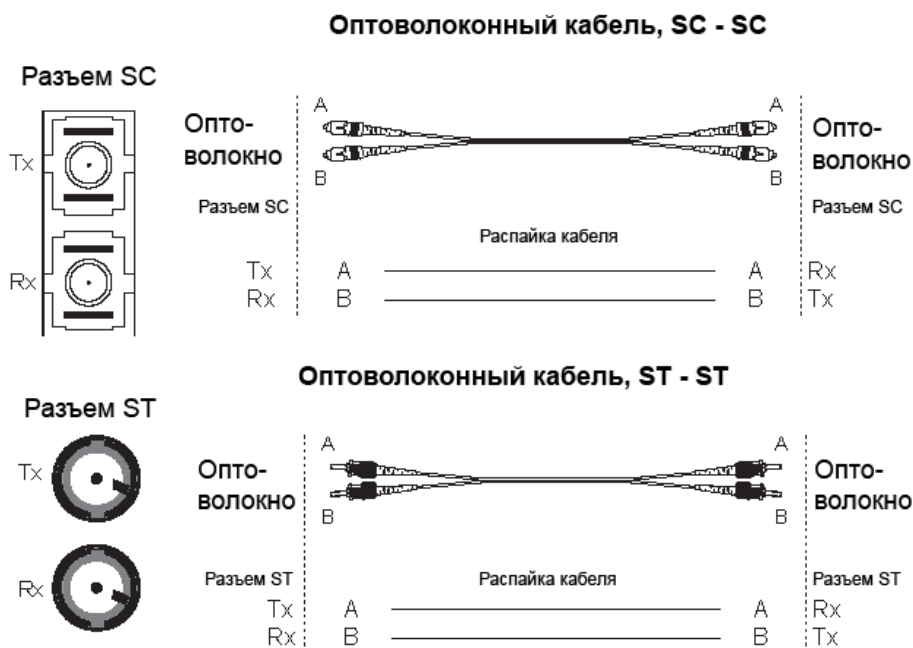 Оптоволоконный кабель, SC - SC
Разъем SC
Tx
Rx
Опто-
волокно
Разъем SC
A
B
A
B
Опто-
волокно
Разъем SC
Распайка кабеля
Tx A A Rx
Rx B B Tx
Оптоволоконный кабель, ST - ST
Разъем ST
Tx
Rx
Опто-
волокно
Разъем ST
A
B
A
B
Опто-
волокно
Разъем ST
Распайка кабеля
Tx A A Rx
Rx B B Tx